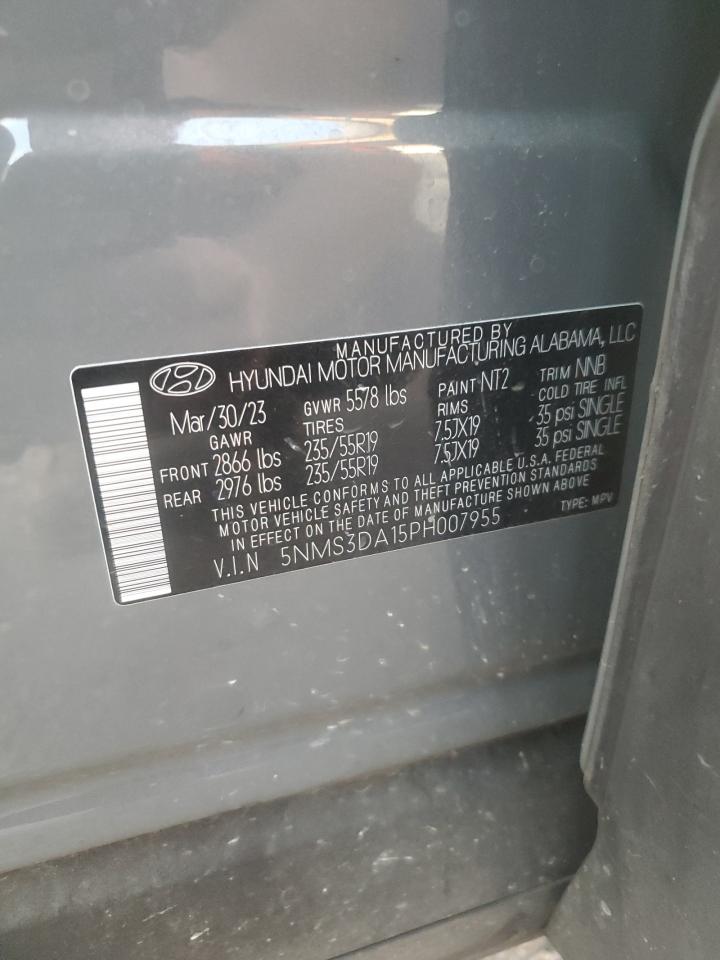 MANUFACTURED BY
HYUNDAI MOTOR MANUFACTURING ALABAMA, LLC
Mar/30/23 GVWR 5578 lbs PAINT NT2 TRIM NNB
GAWR TIRES RIMS COLD TIRE INFL
FRONT 2866 lbs 235/55R19 7.5JX19 35 psi SINGLE
REAR 2976 lbs 235/55R19 7.5JX19 35 psi SINGLE
THIS VEHICLE CONFORMS TO ALL APPLICABLE U.S.A. FEDERAL
MOTOR VEHICLE SAFETY AND THEFT PREVENTION STANDARDS
IN EFFECT ON THE DATE OF MANUFACTURE SHOWN ABOVE
V.I.N 5NMS3DA15PH007955 TYPE: MPV